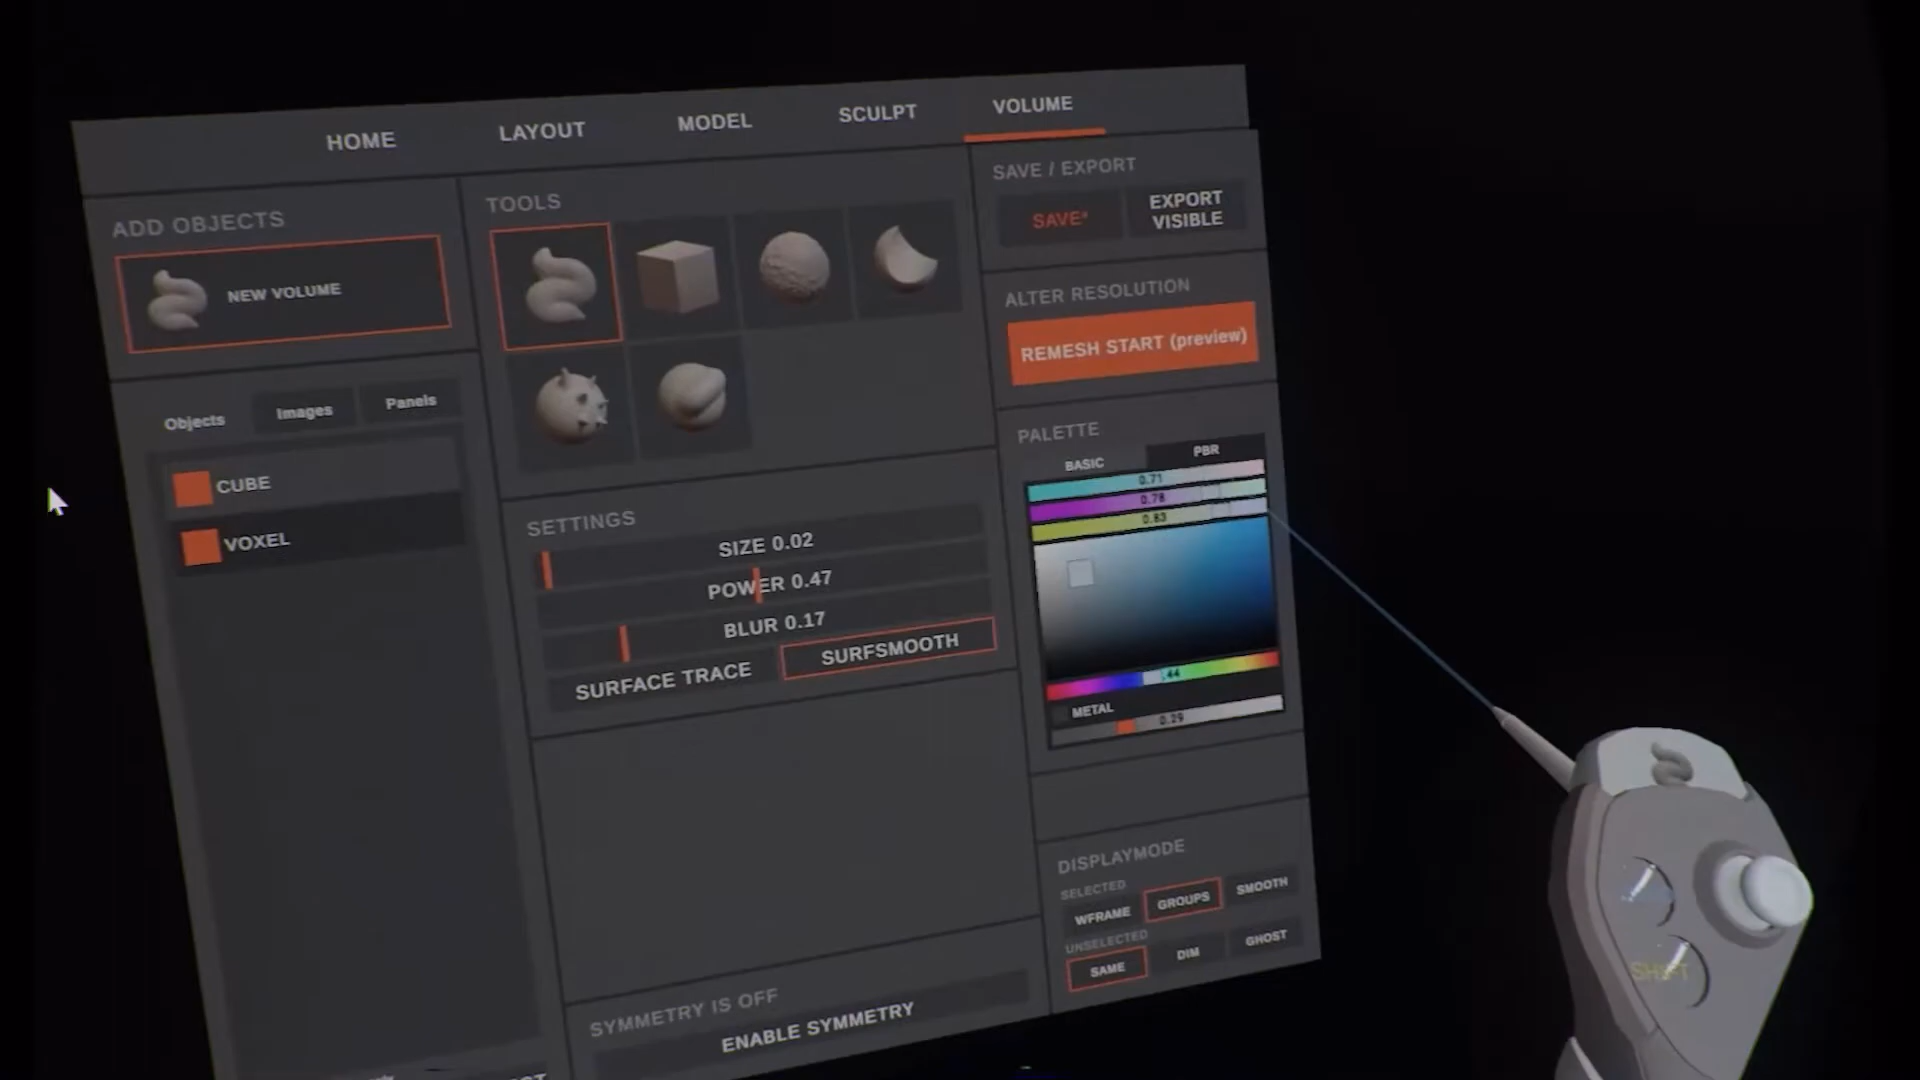 HOME
LAYOUT
MODEL
SCULPT
VOLUME
ADD OBJECTS
NEW VOLUME
Objects
Images
Panels
CUBE
VOXEL
TOOLS
SETTINGS
SIZE 0.02
POWER 0.47
BLUR 0.17
SURFACE TRACE
SURFSMOOTH
SYMMETRY IS OFF
ENABLE SYMMETRY
SAVE / EXPORT
SAVE*
EXPORT
VISIBLE
ALTER RESOLUTION
REMESH START (preview)
PALETTE
BASIC
PBR
0.71
0.78
0.83
METAL
0.29
DISPLAYMODE
SELECTED
WFRAME
GROUPS
SMOOTH
UNSELECTED
SAME
DIM
GHOST
SHIFT